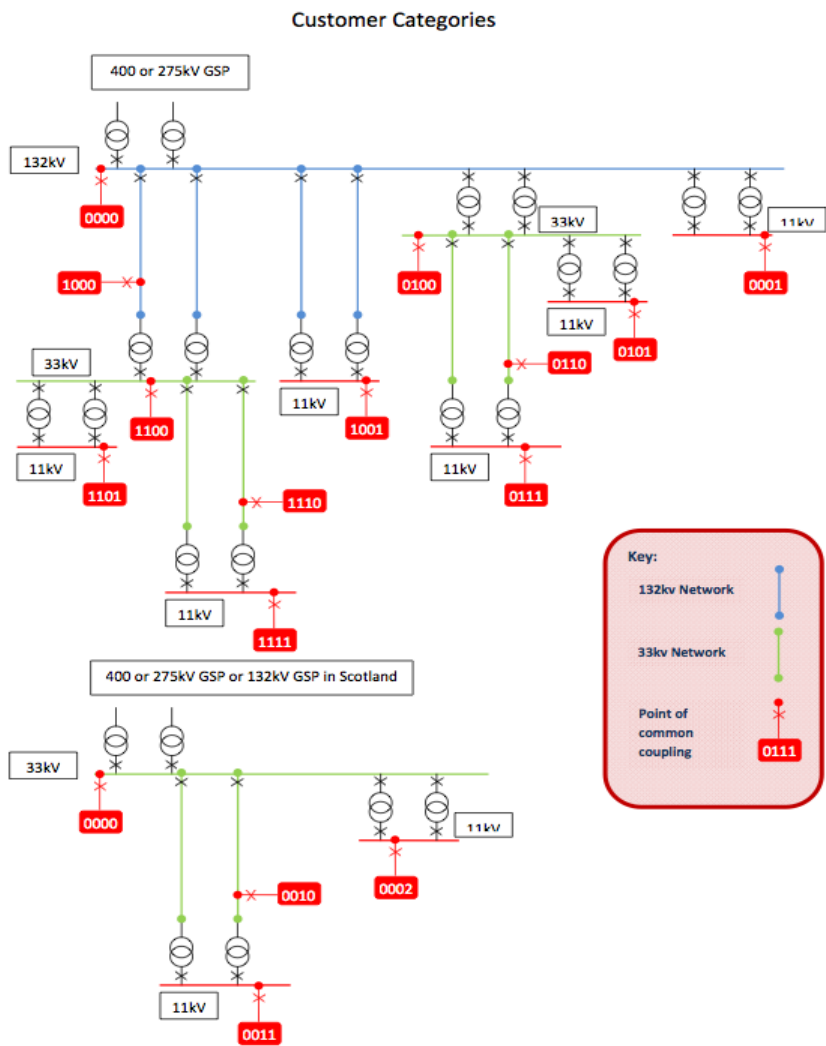 Customer Categories
400 or 275kV GSP
132kV
0000
33kV
11kV
1000
0100
0001
11kV
0101
33kV
0110
11kV
1100
1001
11kV
11kV
1101
0111
1110
Key:
132kv Network
11kV
1111
33kv Network
400 or 275kV GSP or 132kV GSP in Scotland
Point of
common
coupling
0111
33kV
0000
11kV
0002
0010
11kV
0011